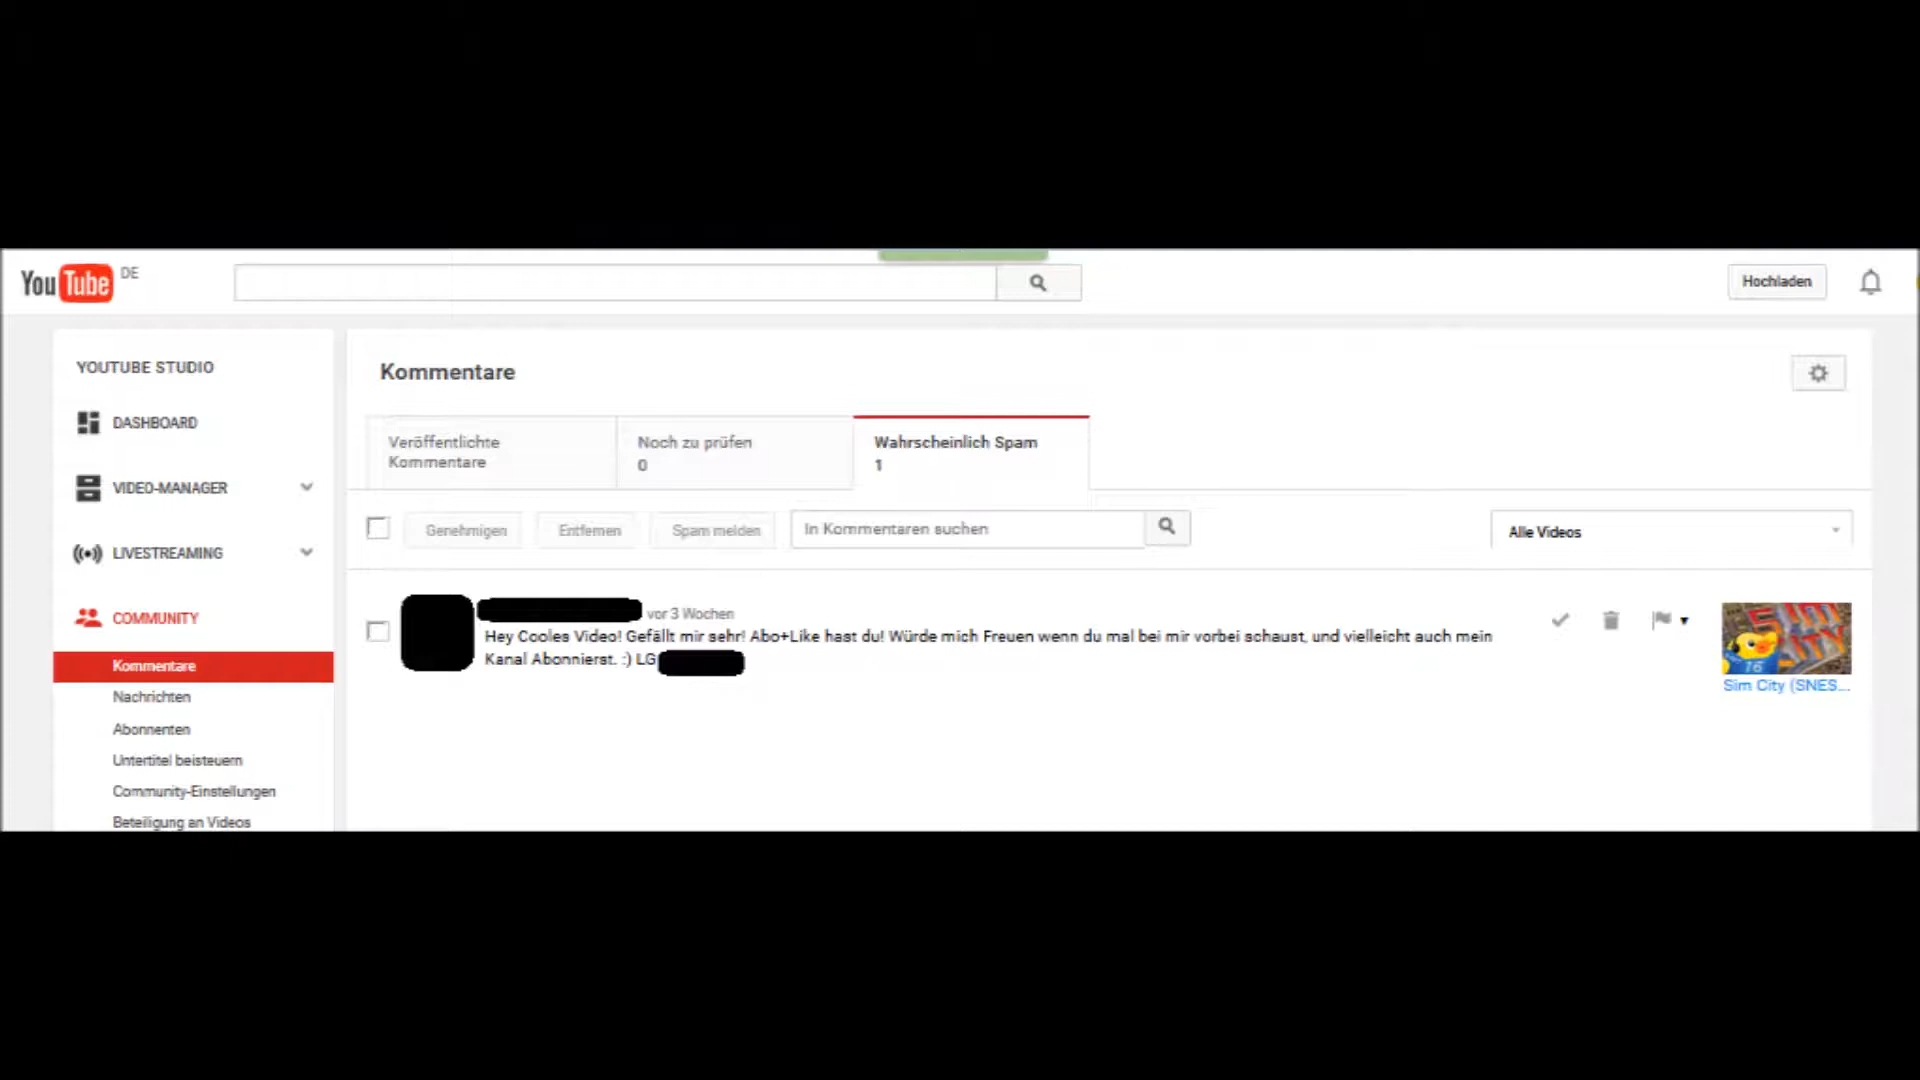 YouTube DE
Hochladen
YOUTUBE STUDIO
DASHBOARD
VIDEO-MANAGER
LIVESTREAMING
COMMUNITY
Kommentare
Nachrichten
Abonnenten
Untertitel beisteuern
Community-Einstellungen
Beteiligung an Videos
Kommentare
Veröffentlichte
Kommentare
Noch zu prüfen
0
Wahrscheinlich Spam
1
Genehmigen
Entfernen
Spam melden
In Kommentaren suchen
Alle Videos
vor 3 Wochen
Hey Cooles Video! Gefällt mir sehr! Abo+Like hast du! Würde mich Freuen wenn du mal bei mir vorbei schaust, und vielleicht auch mein
Kanal Abonnierst. :) LG
SIM
CITY
16
Sim City (SNES...